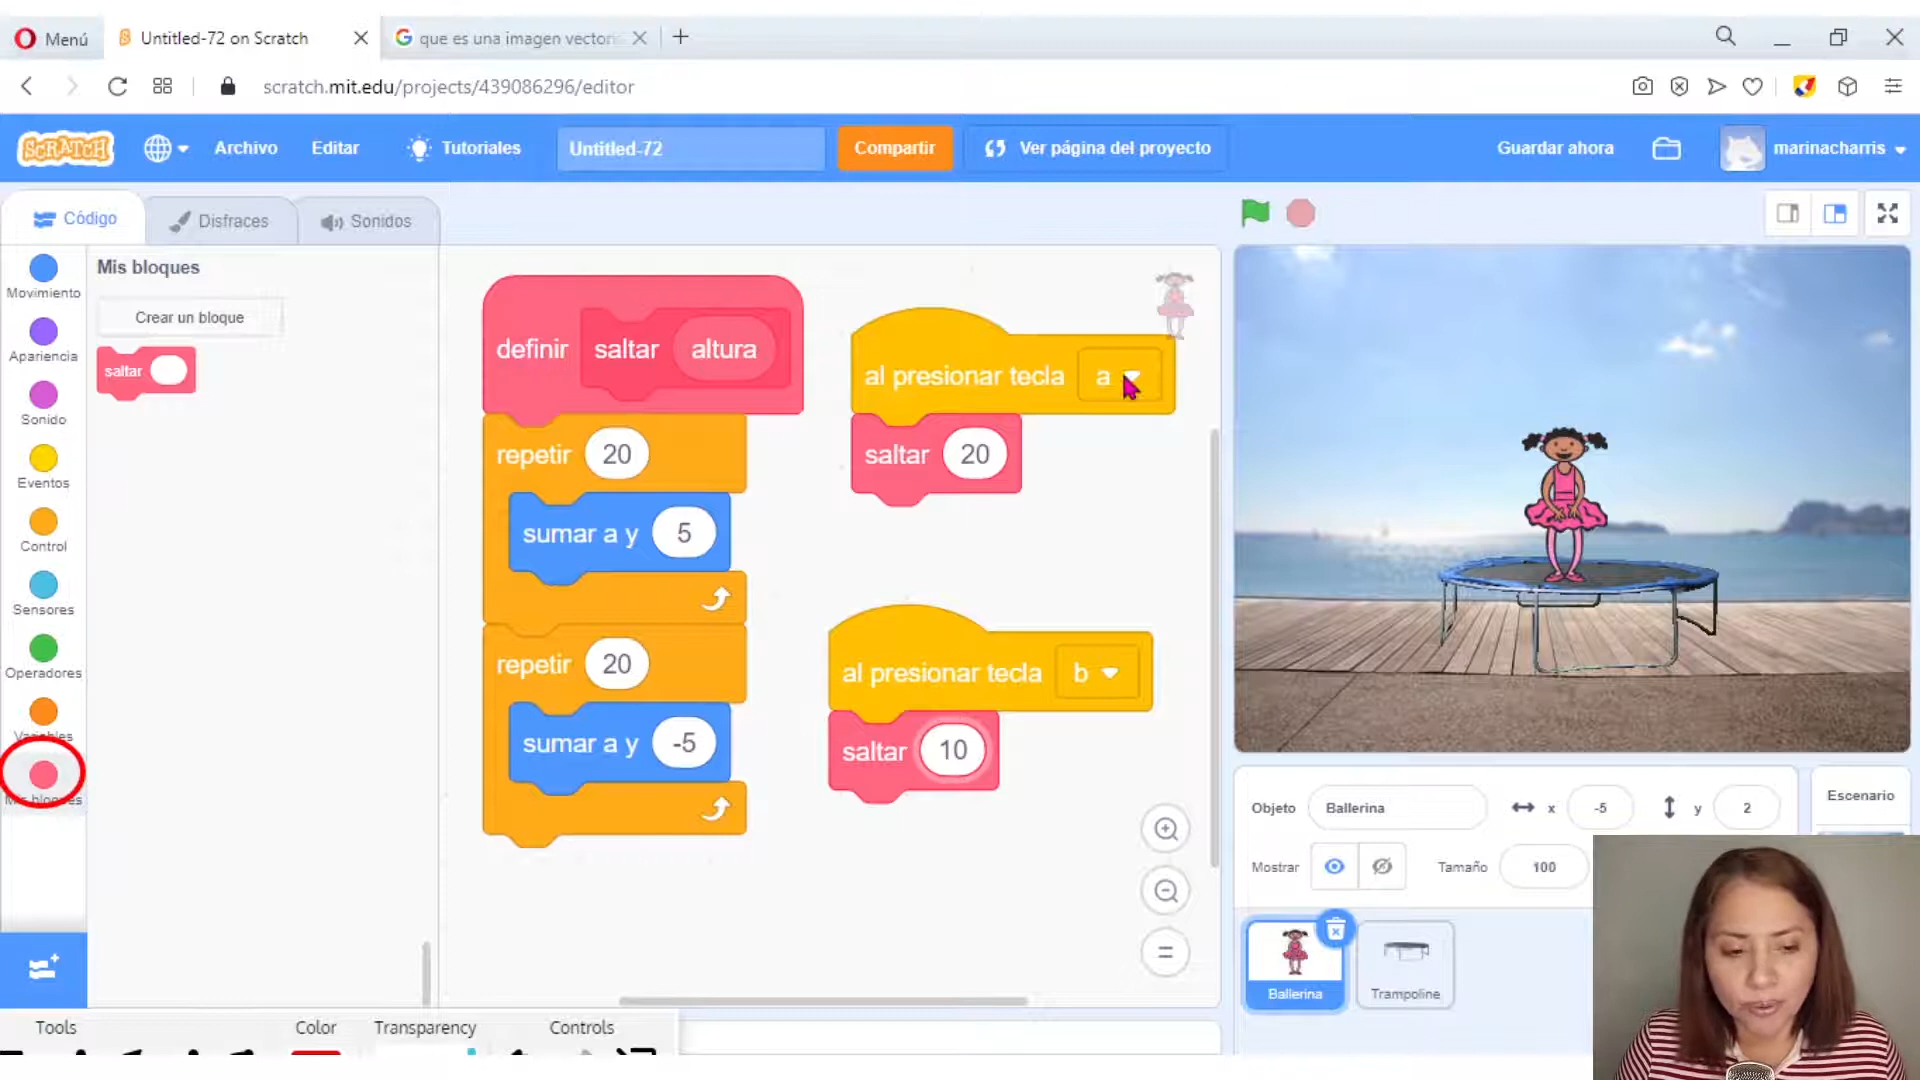 Menú
Untitled-72 on Scratch
que es una imagen vector
scratch.mit.edu/projects/439086296/editor
SCRATCH
Archivo
Editar
Tutoriales
Untitled-72
Compartir
Ver página del proyecto
Guardar ahora
marinacharris
Código
Disfraces
Sonidos
Movimiento
Apariencia
Sonido
Eventos
Control
Sensores
Operadores
Variables
Mis bloques
Mis bloques
Crear un bloque
saltar
definir saltar altura
repetir 20
sumar a y 5
repetir 20
sumar a y -5
al presionar tecla a
saltar 20
al presionar tecla b
saltar 10
Objeto Ballerina x -5 y 2
Mostrar Tamaño 100
Escenario
Ballerina
Trampoline
Tools Color Transparency Controls